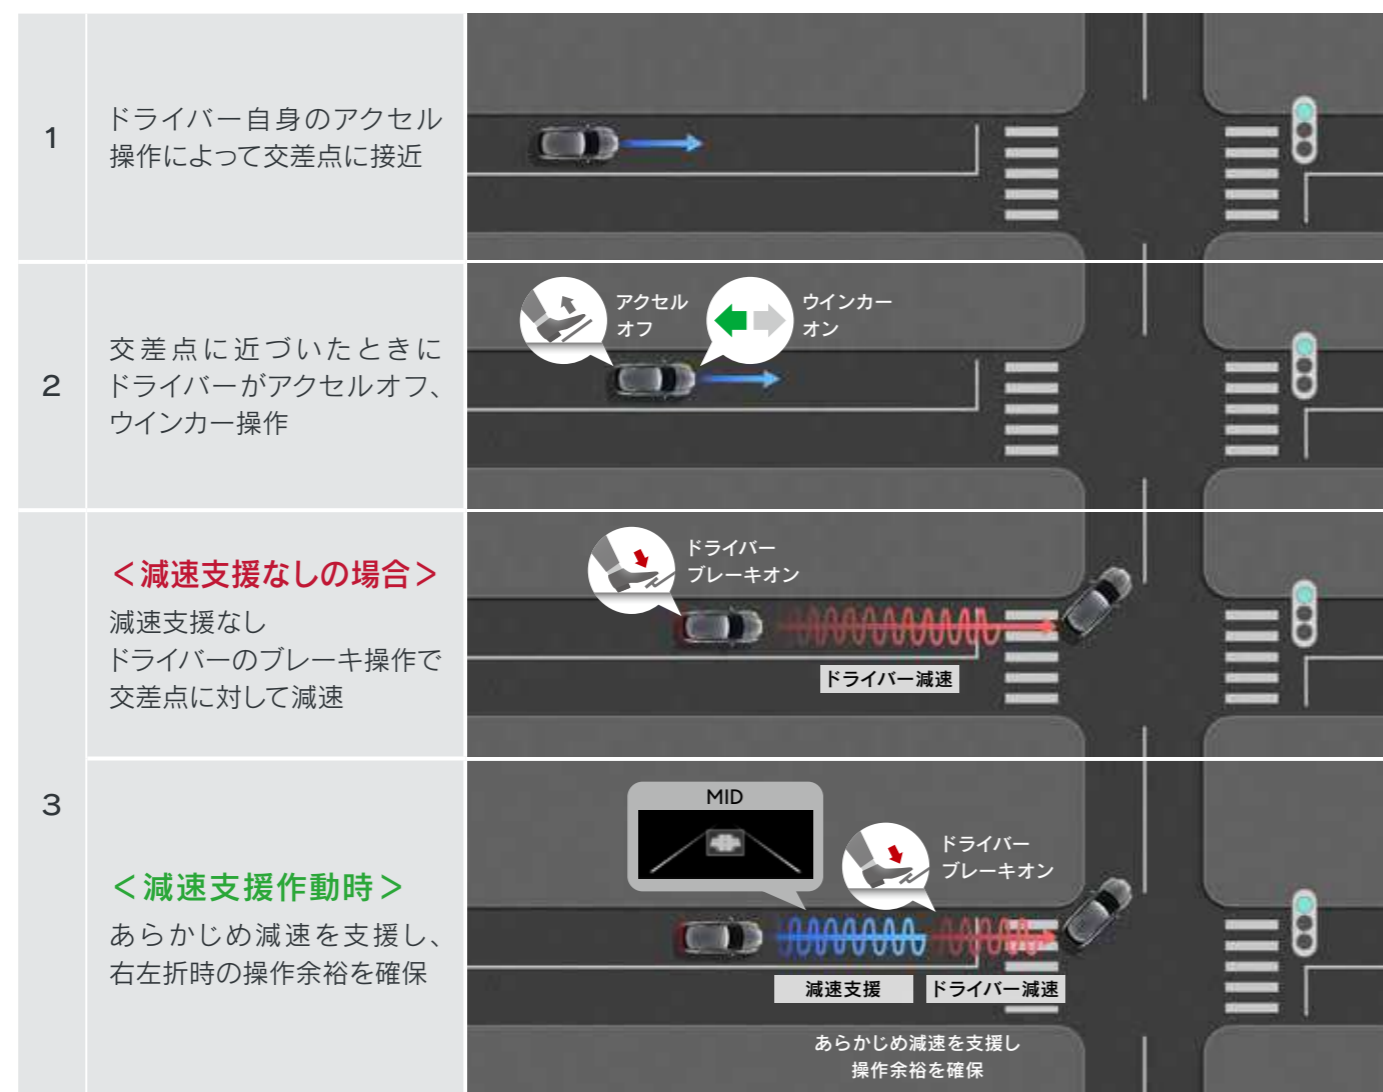 1
ドライバー自身のアクセル
操作によって交差点に接近
2
交差点に近づいたときに
ドライバーがアクセルオフ、
ウインカー操作
アクセル
オフ
ウインカー
オン
3
＜減速支援なしの場合＞
減速支援なし
ドライバーのブレーキ操作で
交差点に対して減速
ドライバー
ブレーキオン
ドライバー減速
＜減速支援作動時＞
あらかじめ減速を支援し、
右左折時の操作余裕を確保
MID
ドライバー
ブレーキオン
減速支援
ドライバー減速
あらかじめ減速を支援し
操作余裕を確保